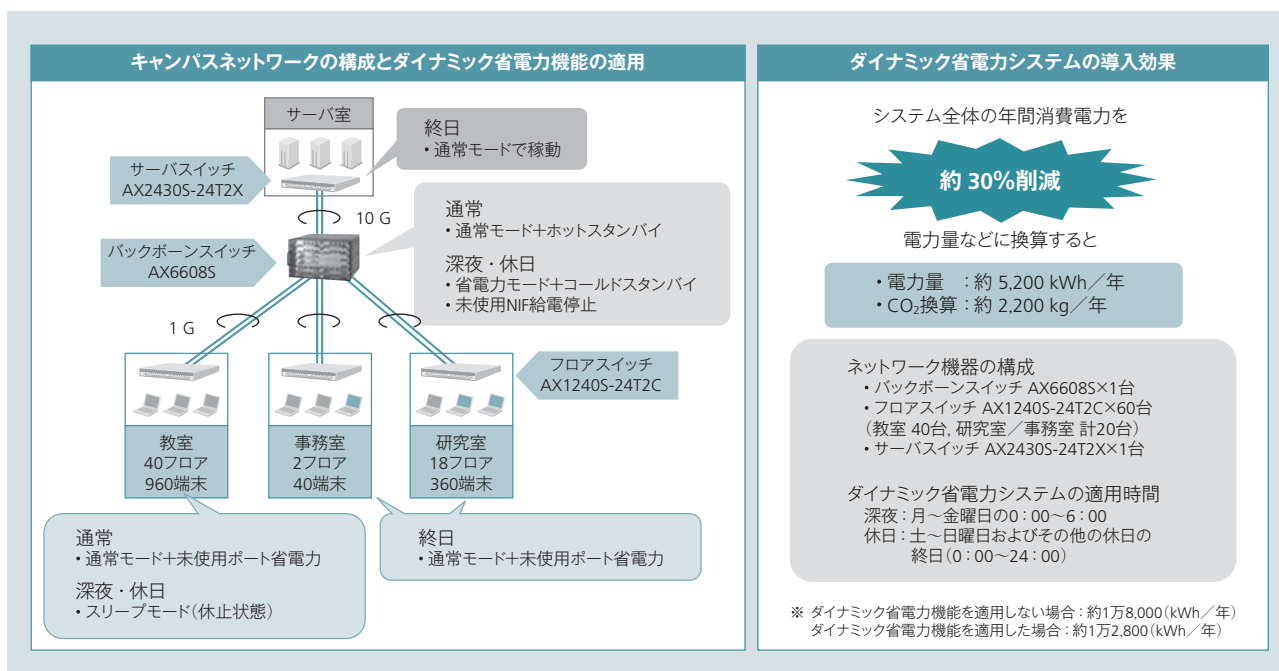 キャンパスネットワークの構成とダイナミック省電力機能の適用
サーバ室
終日
・通常モードで稼動
サーバスイッチ
AX2430S-24T2X
10 G
通常
・通常モード+ホットスタンバイ
深夜・休日
・省電力モード+コールドスタンバイ
・未使用NIF給電停止
バックボーンスイッチ
AX6608S
1 G
フロアスイッチ
AX1240S-24T2C
教室
40フロア
960端末
事務室
2フロア
40端末
研究室
18フロア
360端末
通常
・通常モード+未使用ポート省電力
深夜・休日
・スリープモード(休止状態)
終日
・通常モード+未使用ポート省電力
ダイナミック省電力システムの導入効果
システム全体の年間消費電力を
約 30%削減
電力量などに換算すると
・電力量 :約 5,200 kWh/年
・CO₂換算:約 2,200 kg/年
ネットワーク機器の構成
・バックボーンスイッチ AX6608S×1台
・フロアスイッチ AX1240S-24T2C×60台
(教室 40台, 研究室/事務室 計20台)
・サーバスイッチ AX2430S-24T2X×1台
ダイナミック省電力システムの適用時間
深夜:月~金曜日の0:00~6:00
休日:土~日曜日およびその他の休日の
終日(0:00~24:00)
※ ダイナミック省電力機能を適用しない場合:約1万8,000(kWh/年)
ダイナミック省電力機能を適用した場合:約1万2,800(kWh/年)